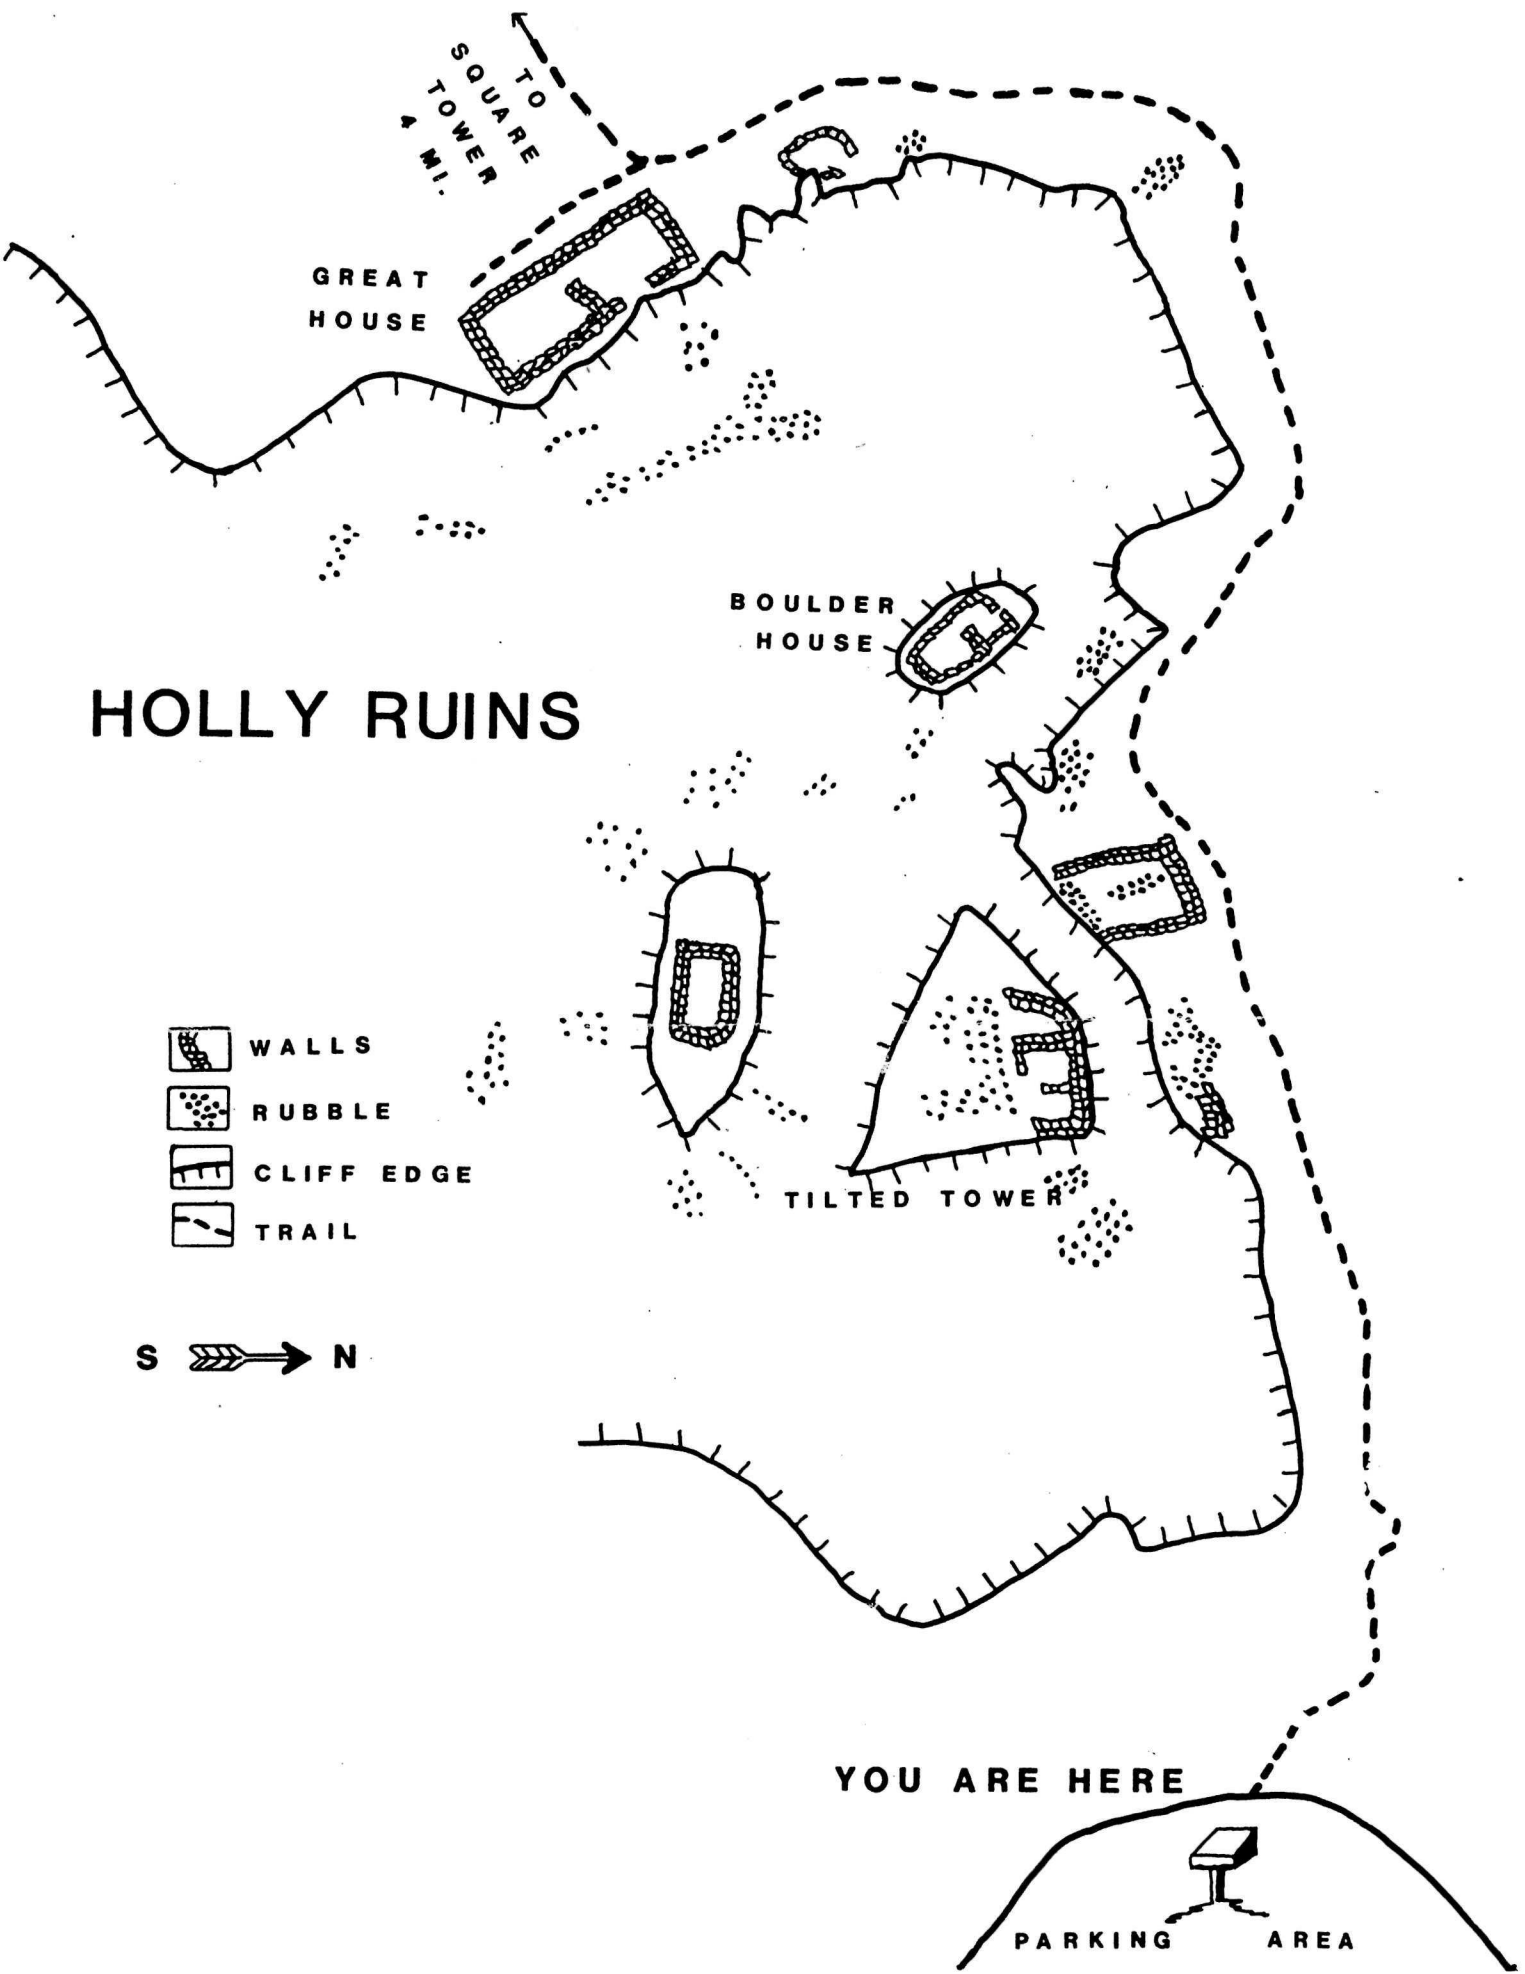 TO
SQUARE
TOWER
4 MI.
GREAT
HOUSE
BOULDER
HOUSE
HOLLY RUINS
WALLS
RUBBLE
CLIFF EDGE
TRAIL
TILTED TOWER
S N
YOU ARE HERE
PARKING AREA